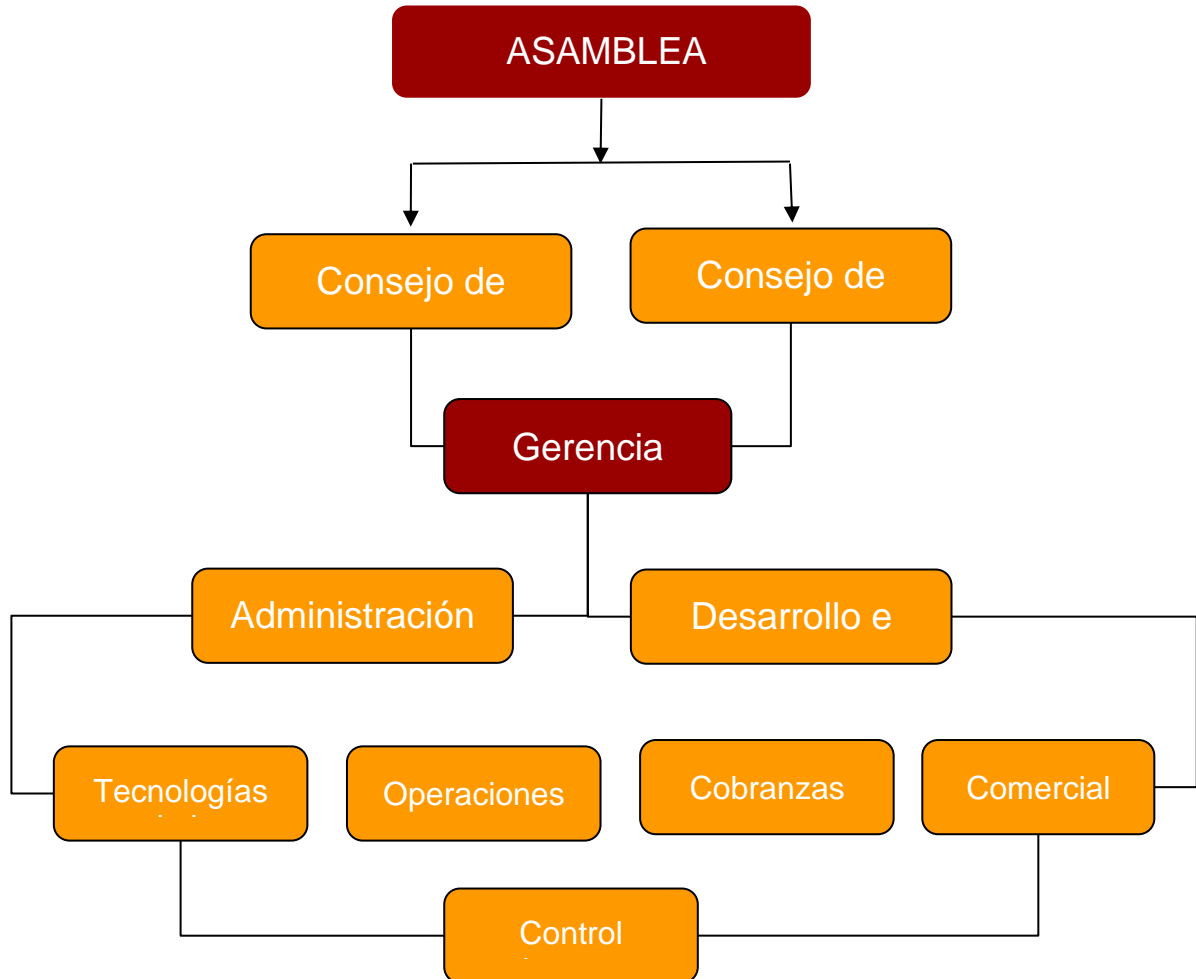 ASAMBLEA
Consejo de
Consejo de
Gerencia
Administración
Desarrollo e
Tecnologías
Operaciones
Cobranzas
Comercial
Control